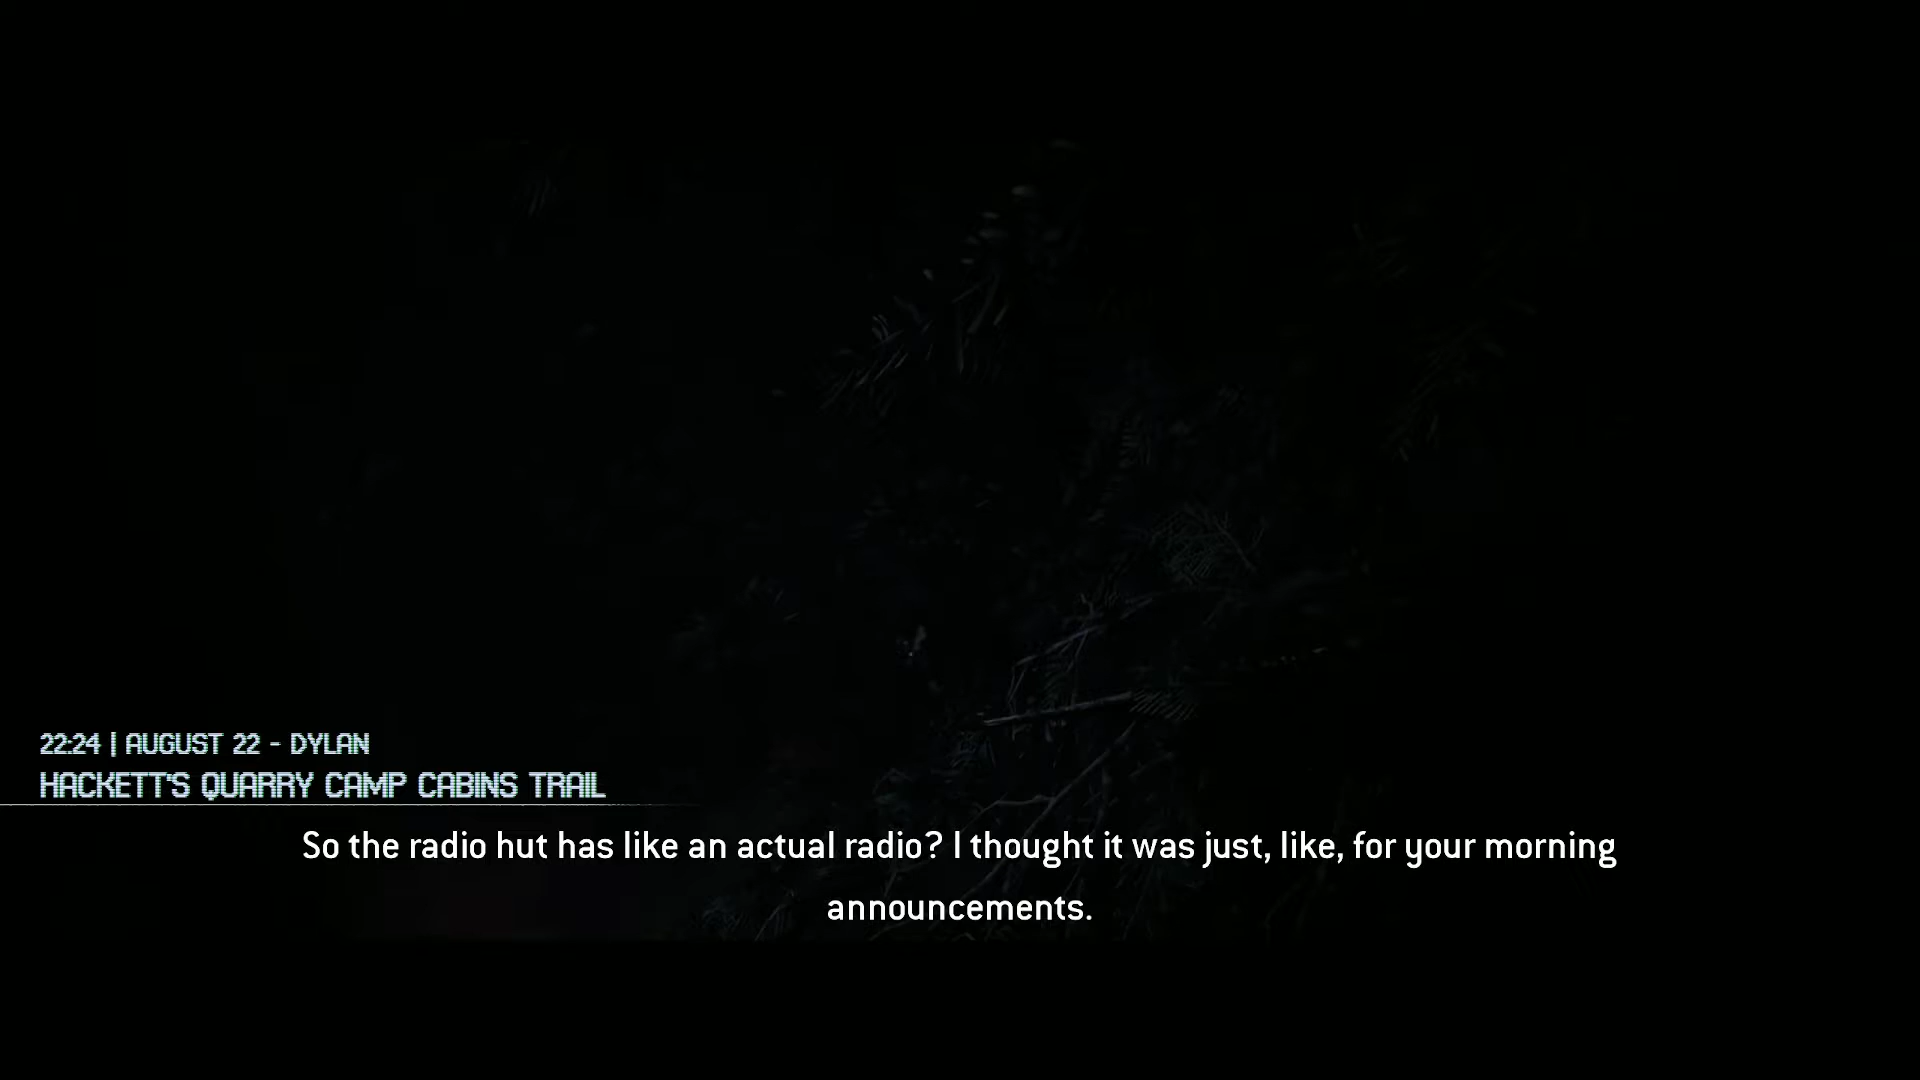 22:24 | AUGUST 22 - DYLAN
HACKETT'S QUARRY CAMP CABINS TRAIL
So the radio hut has like an actual radio? I thought it was just, like, for your morning
announcements.